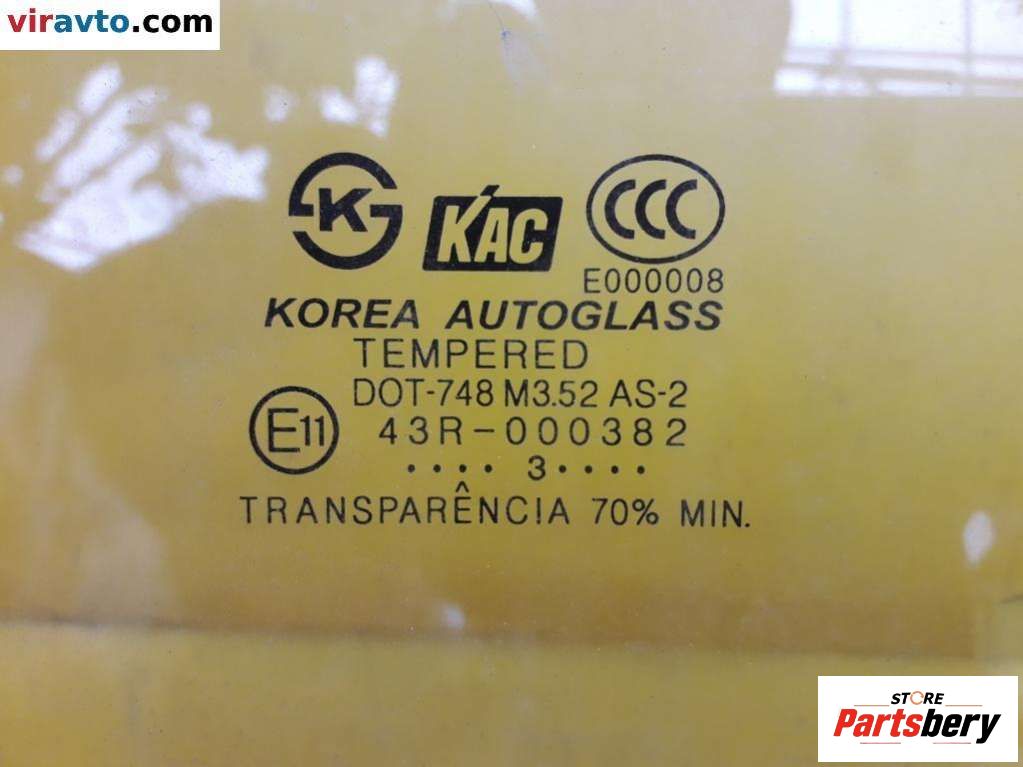 viravto.com
K
KAC
CCC
E000008
KOREA AUTOGLASS
TEMPERED
DOT-748 M3.52 AS-2
E11
43R-000382
.... 3 ....
TRANSPARÊNCIA 70% MIN.
STORE
Partsbery